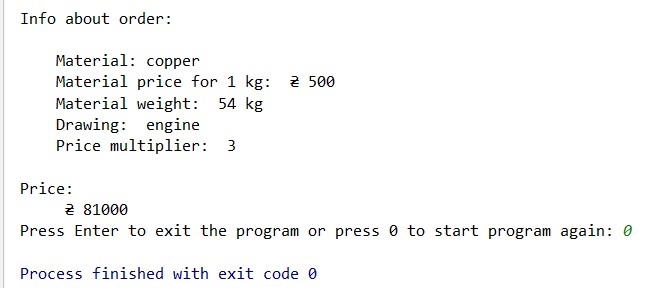 Info about order:
Material: copper
Material price for 1 kg:  ₴ 500
Material weight:  54 kg
Drawing:  engine
Price multiplier:  3
Price:
₴ 81000
Press Enter to exit the program or press 0 to start program again: 0
Process finished with exit code 0